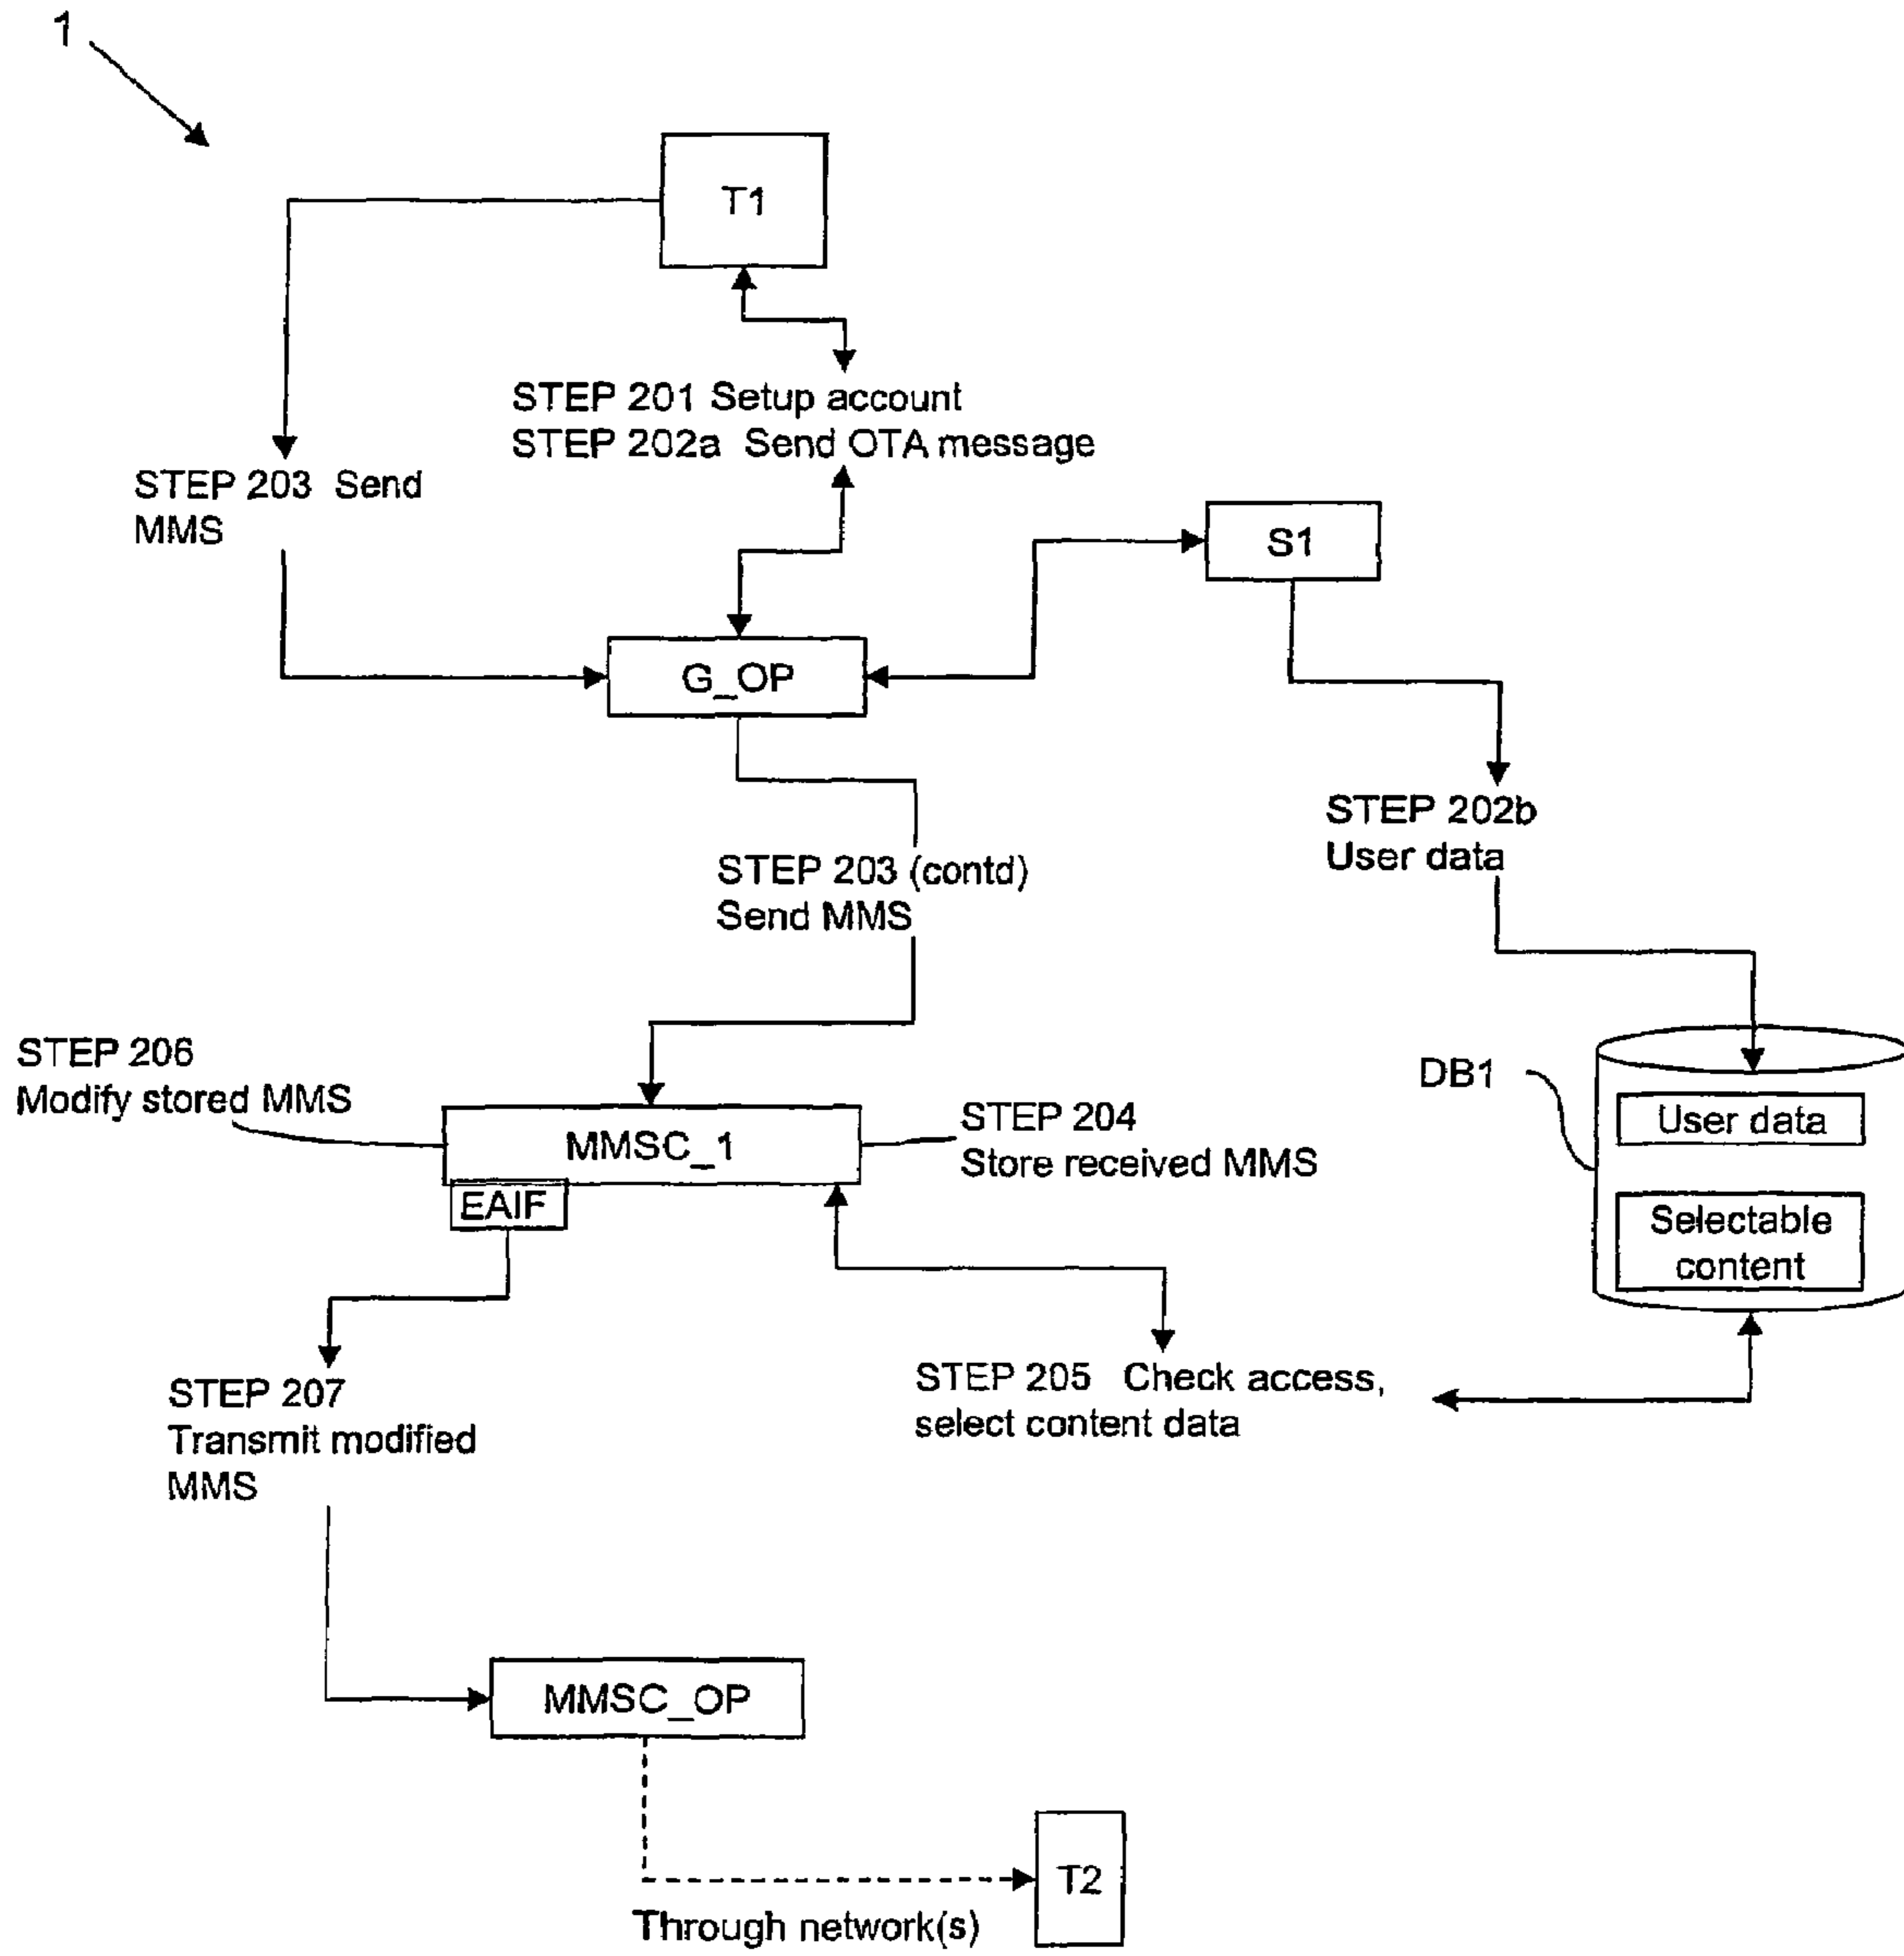 1
T1
STEP 201 Setup account
STEP 202a Send OTA message
STEP 203 Send
MMS
S1
G_OP
STEP 202b
User data
STEP 203 (contd)
Send MMS
STEP 206
Modify stored MMS
MMSC_1
EAIF
STEP 204
Store received MMS
DB1
User data
Selectable
content
STEP 205 Check access,
select content data
STEP 207
Transmit modified
MMS
MMSC_OP
T2
Through network(s)